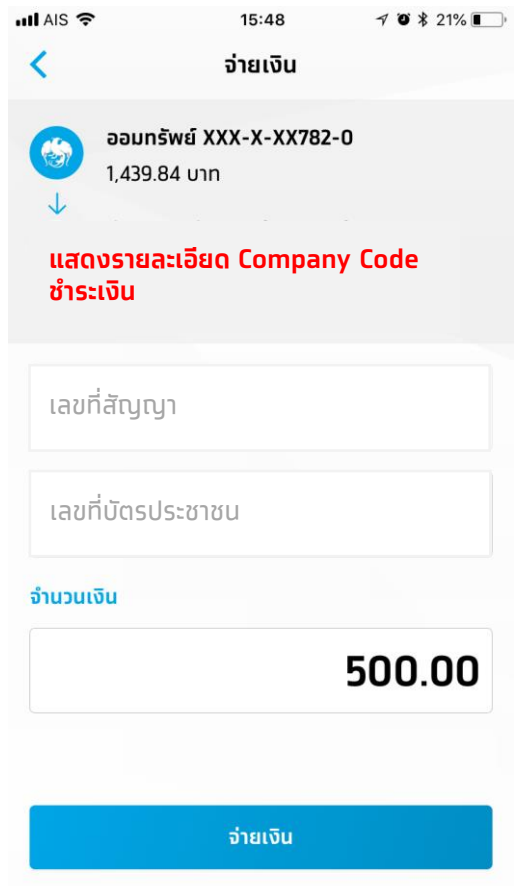 AIS 15:48 21%
จ่ายเงิน
ออมทรัพย์ XXX-X-XX782-0
1,439.84 บาท
แสดงรายละเอียด Company Code
ชำระเงิน
เลขที่สัญญา
เลขที่บัตรประชาชน
จำนวนเงิน
500.00
จ่ายเงิน